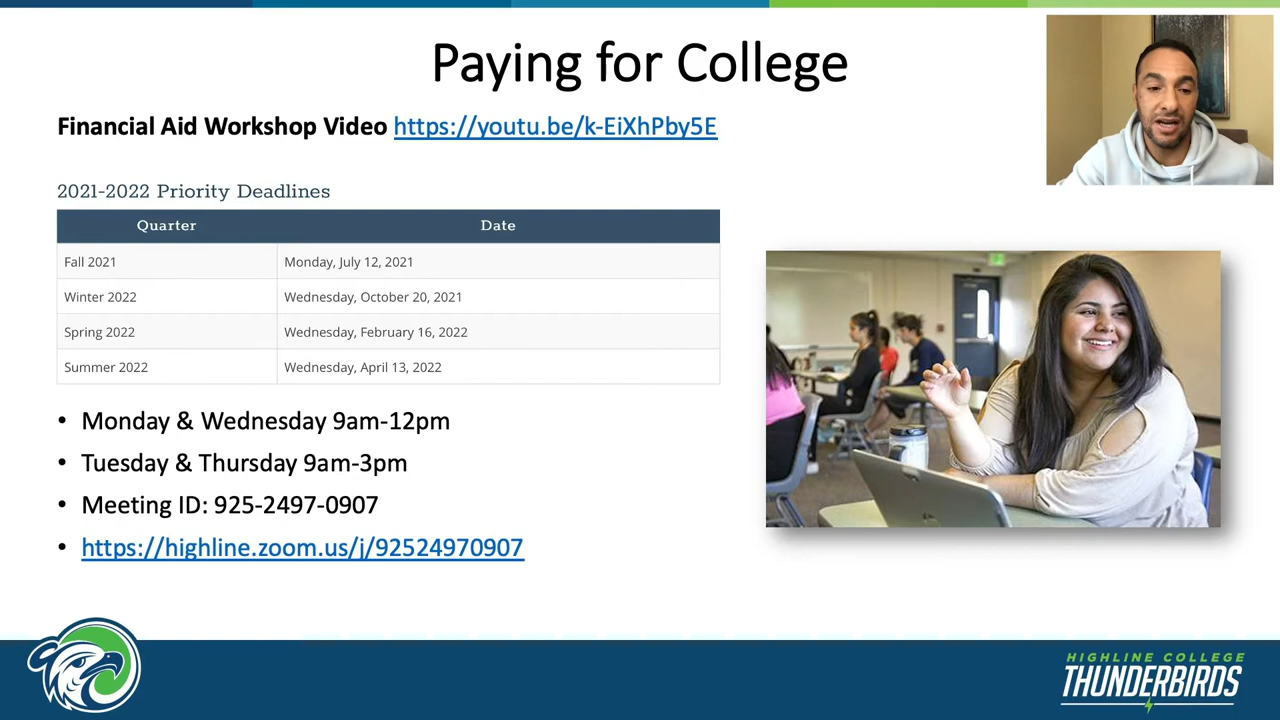 Paying for College
Financial Aid Workshop Video https://youtu.be/k-EiXhPby5E
2021-2022 Priority Deadlines
Quarter Date
Fall 2021 Monday, July 12, 2021
Winter 2022 Wednesday, October 20, 2021
Spring 2022 Wednesday, February 16, 2022
Summer 2022 Wednesday, April 13, 2022
• Monday & Wednesday 9am-12pm
• Tuesday & Thursday 9am-3pm
• Meeting ID: 925-2497-0907
• https://highline.zoom.us/j/92524970907
HIGHLINE COLLEGE
THUNDERBIRDS